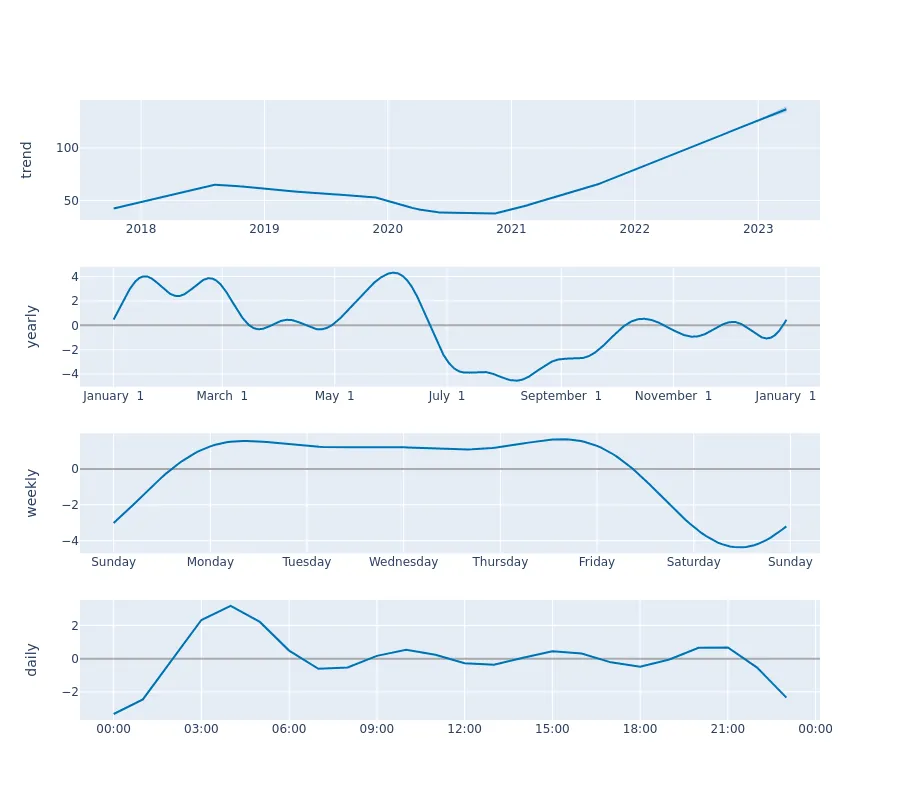 trend
100
50
2018 2019 2020 2021 2022 2023
yearly
4
2
0
−2
−4
January 1 March 1 May 1 July 1 September 1 November 1 January 1
weekly
0
−2
−4
Sunday Monday Tuesday Wednesday Thursday Friday Saturday Sunday
daily
2
0
−2
00:00 03:00 06:00 09:00 12:00 15:00 18:00 21:00 00:00